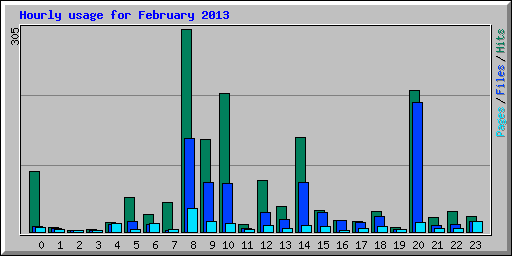 Hourly usage for February 2013
305
Pages/Files/Hits
0 1 2 3 4 5 6 7 8 9 10 11 12 13 14 15 16 17 18 19 20 21 22 23